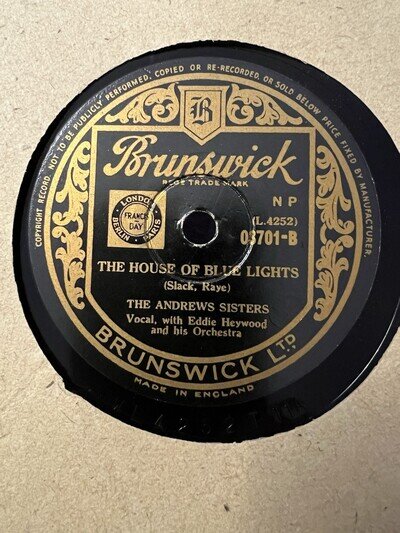 COPYRIGHT RECORD. NOT TO BE PUBLICLY PERFORMED, COPIED OR RE-RECORDED, OR SOLD BELOW PRICE FIXED BY MANUFACTURER.
B
Brunswick
REGD TRADE MARK
N P
LONDON
FRANCIS DAY
PARIS
BERLIN
(L.4252)
03701-B
THE HOUSE OF BLUE LIGHTS
(Slack, Raye)
THE ANDREWS SISTERS
Vocal, with Eddie Heywood
and his Orchestra
BRUNSWICK LTD.
MADE IN ENGLAND